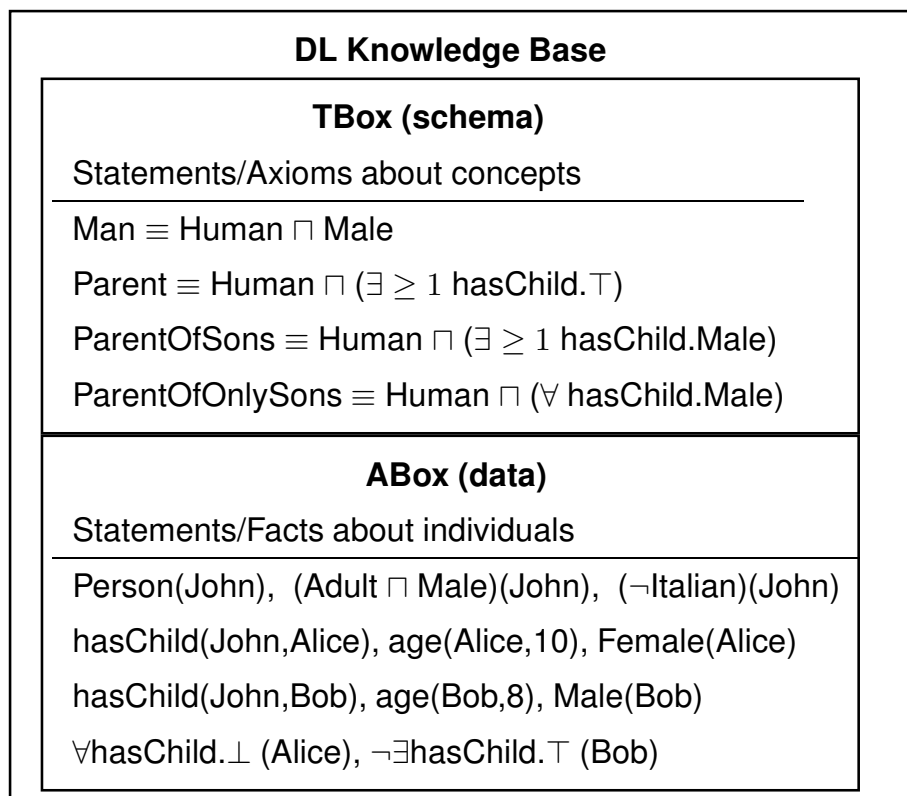 DL Knowledge Base
TBox (schema)
Statements/Axioms about concepts
Man ≡ Human ⊓ Male
Parent ≡ Human ⊓ (∃ ≥ 1 hasChild.⊤)
ParentOfSons ≡ Human ⊓ (∃ ≥ 1 hasChild.Male)
ParentOfOnlySons ≡ Human ⊓ (∀ hasChild.Male)
ABox (data)
Statements/Facts about individuals
Person(John), (Adult ⊓ Male)(John), (¬Italian)(John)
hasChild(John,Alice), age(Alice,10), Female(Alice)
hasChild(John,Bob), age(Bob,8), Male(Bob)
∀hasChild.⊥ (Alice), ¬∃hasChild.⊤ (Bob)